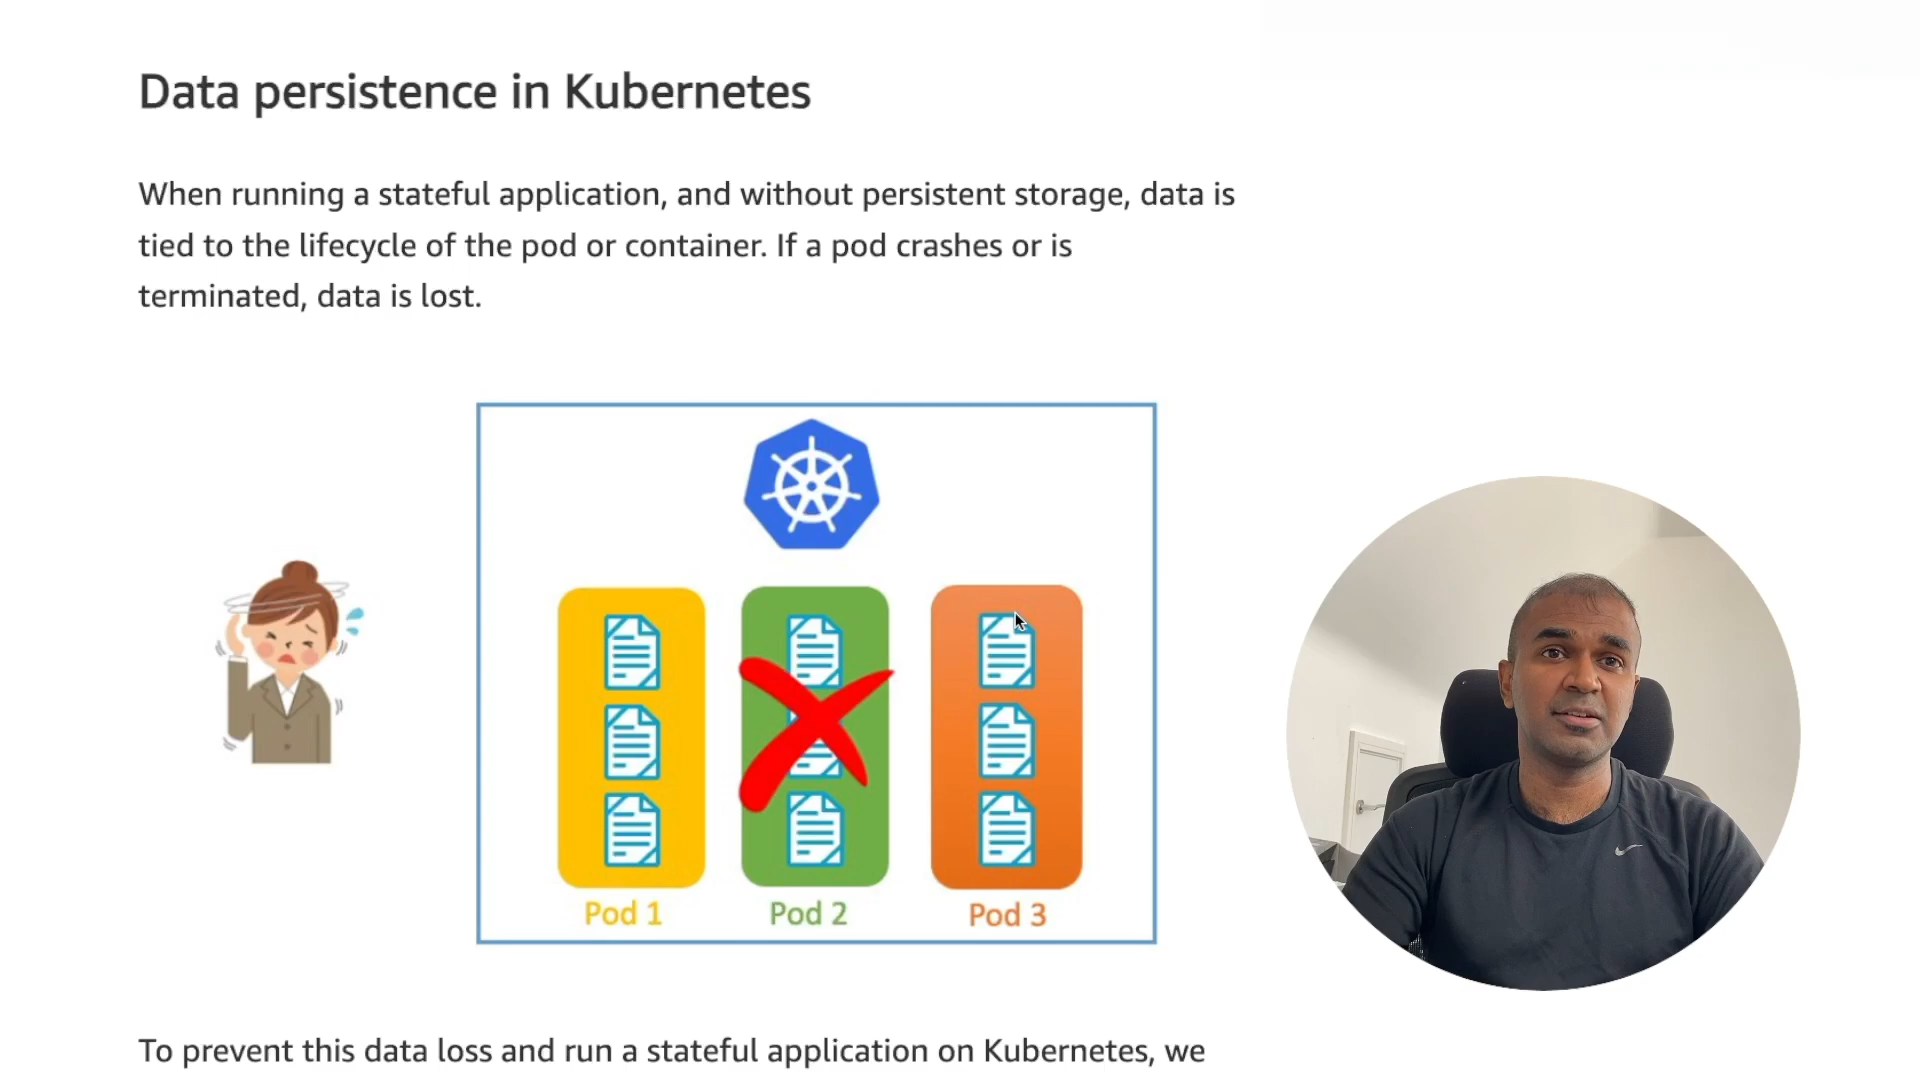 Data persistence in Kubernetes
When running a stateful application, and without persistent storage, data is
tied to the lifecycle of the pod or container. If a pod crashes or is
terminated, data is lost.
Pod 1
Pod 2
Pod 3
To prevent this data loss and run a stateful application on Kubernetes, we